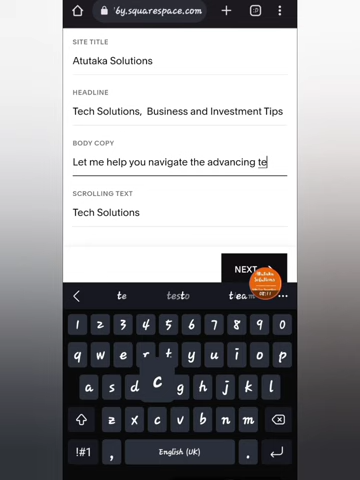 6y.squarespace.com
SITE TITLE
Atutaka Solutions
HEADLINE
Tech Solutions, Business and Investment Tips
BODY COPY
Let me help you navigate the advancing te
SCROLLING TEXT
Tech Solutions
NEXT
Atutaka
Solutions
te testo team
1 2 3 4 5 6 7 8 9 0
q w e r t y u i o p
a s d c g h j k l
z x c v b n m
!#1 , English (UK) .